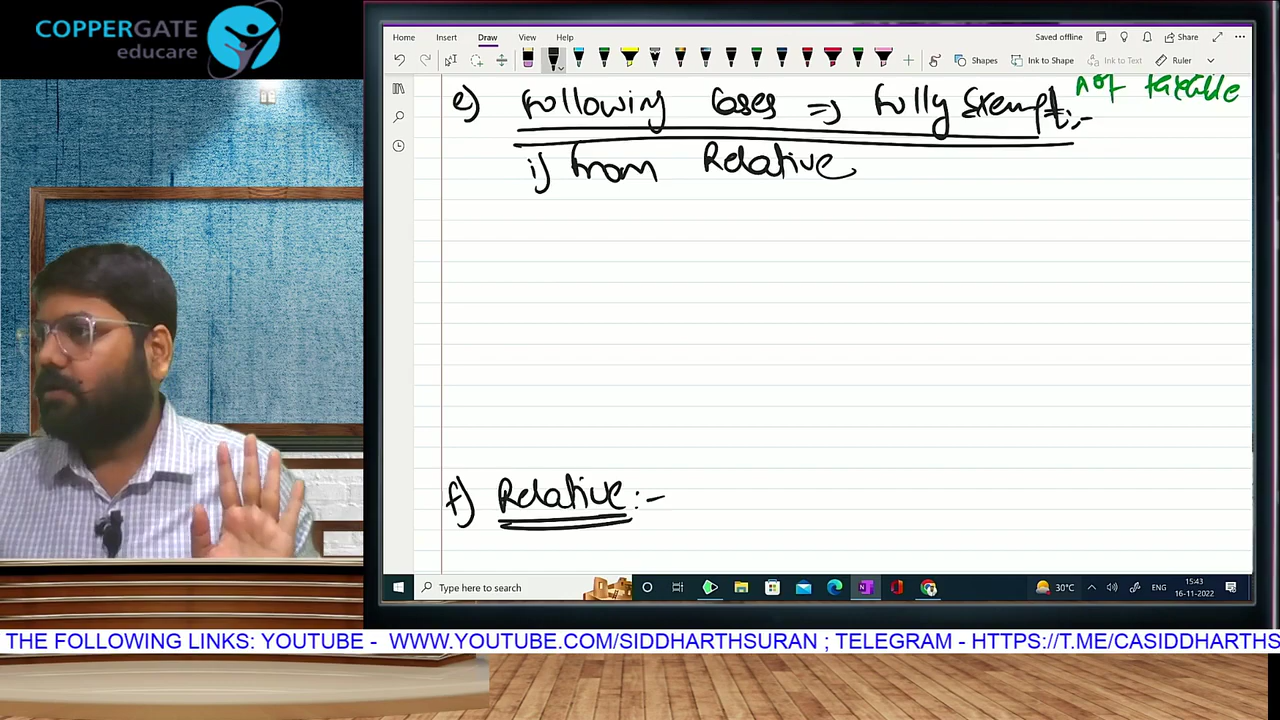 COPPERGATE
educare
Home Insert Draw View Help
Saved offline Share
Shapes Ink to Shape Ink to Text Ruler
not taxable
e) Following Cases => Fully Exempt:-
i) from Relative
f) Relative:-
Type here to search
30°C ENG 15:43
16-11-2022
THE FOLLOWING LINKS: YOUTUBE - WWW.YOUTUBE.COM/SIDDHARTHSURAN ; TELEGRAM - HTTPS://T.ME/CASIDDHARTHS